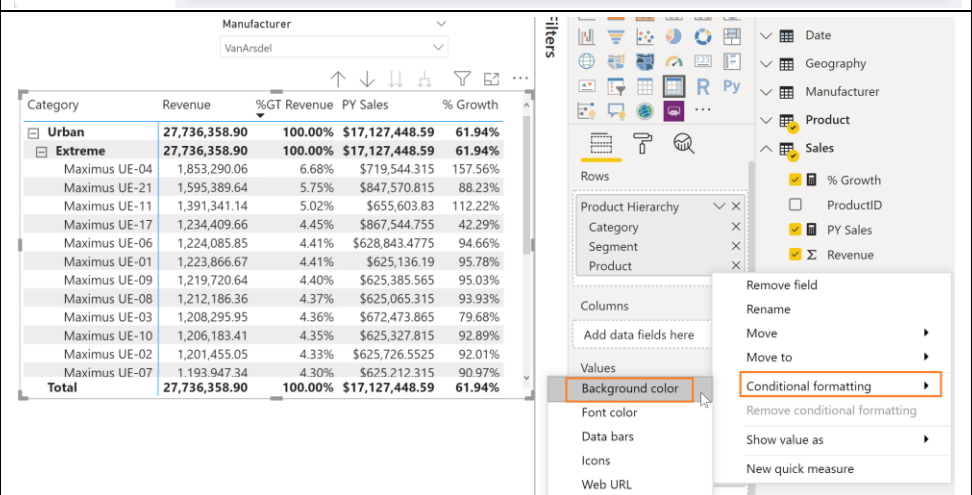 Manufacturer
VanArsdel
Category Revenue %GT Revenue PY Sales % Growth
Urban 27,736,358.90 100.00% $17,127,448.59 61.94%
Extreme 27,736,358.90 100.00% $17,127,448.59 61.94%
Maximus UE-04 1,853,290.06 6.68% $719,544.315 157.56%
Maximus UE-21 1,595,389.64 5.75% $847,570.815 88.23%
Maximus UE-11 1,391,341.14 5.02% $655,603.83 112.22%
Maximus UE-17 1,234,409.66 4.45% $867,544.755 42.29%
Maximus UE-06 1,224,085.85 4.41% $628,843.4775 94.66%
Maximus UE-01 1,223,866.67 4.41% $625,136.19 95.78%
Maximus UE-09 1,219,720.64 4.40% $625,385.565 95.03%
Maximus UE-08 1,212,186.36 4.37% $625,065.315 93.93%
Maximus UE-03 1,208,295.95 4.36% $672,473.865 79.68%
Maximus UE-10 1,206,183.41 4.35% $625,327.815 92.89%
Maximus UE-02 1,201,455.05 4.33% $625,726.5525 92.01%
Maximus UE-07 1,193,947.34 4.30% $625,212.315 90.97%
Total 27,736,358.90 100.00% $17,127,448.59 61.94%
Filters
R Py
123
Rows
Product Hierarchy
Category
Segment
Product
Columns
Add data fields here
Values
Date
Geography
Manufacturer
Product
Sales
% Growth
ProductID
PY Sales
Σ Revenue
Remove field
Rename
Move
Move to
Conditional formatting
Remove conditional formatting
Show value as
New quick measure
Background color
Font color
Data bars
Icons
Web URL